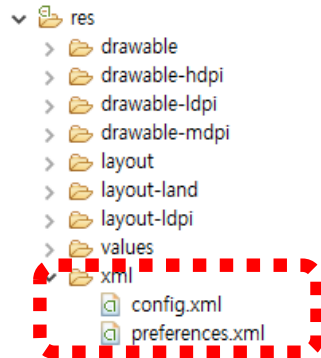 res
drawable
drawable-hdpi
drawable-ldpi
drawable-mdpi
layout
layout-land
layout-ldpi
values
xml
config.xml
preferences.xml